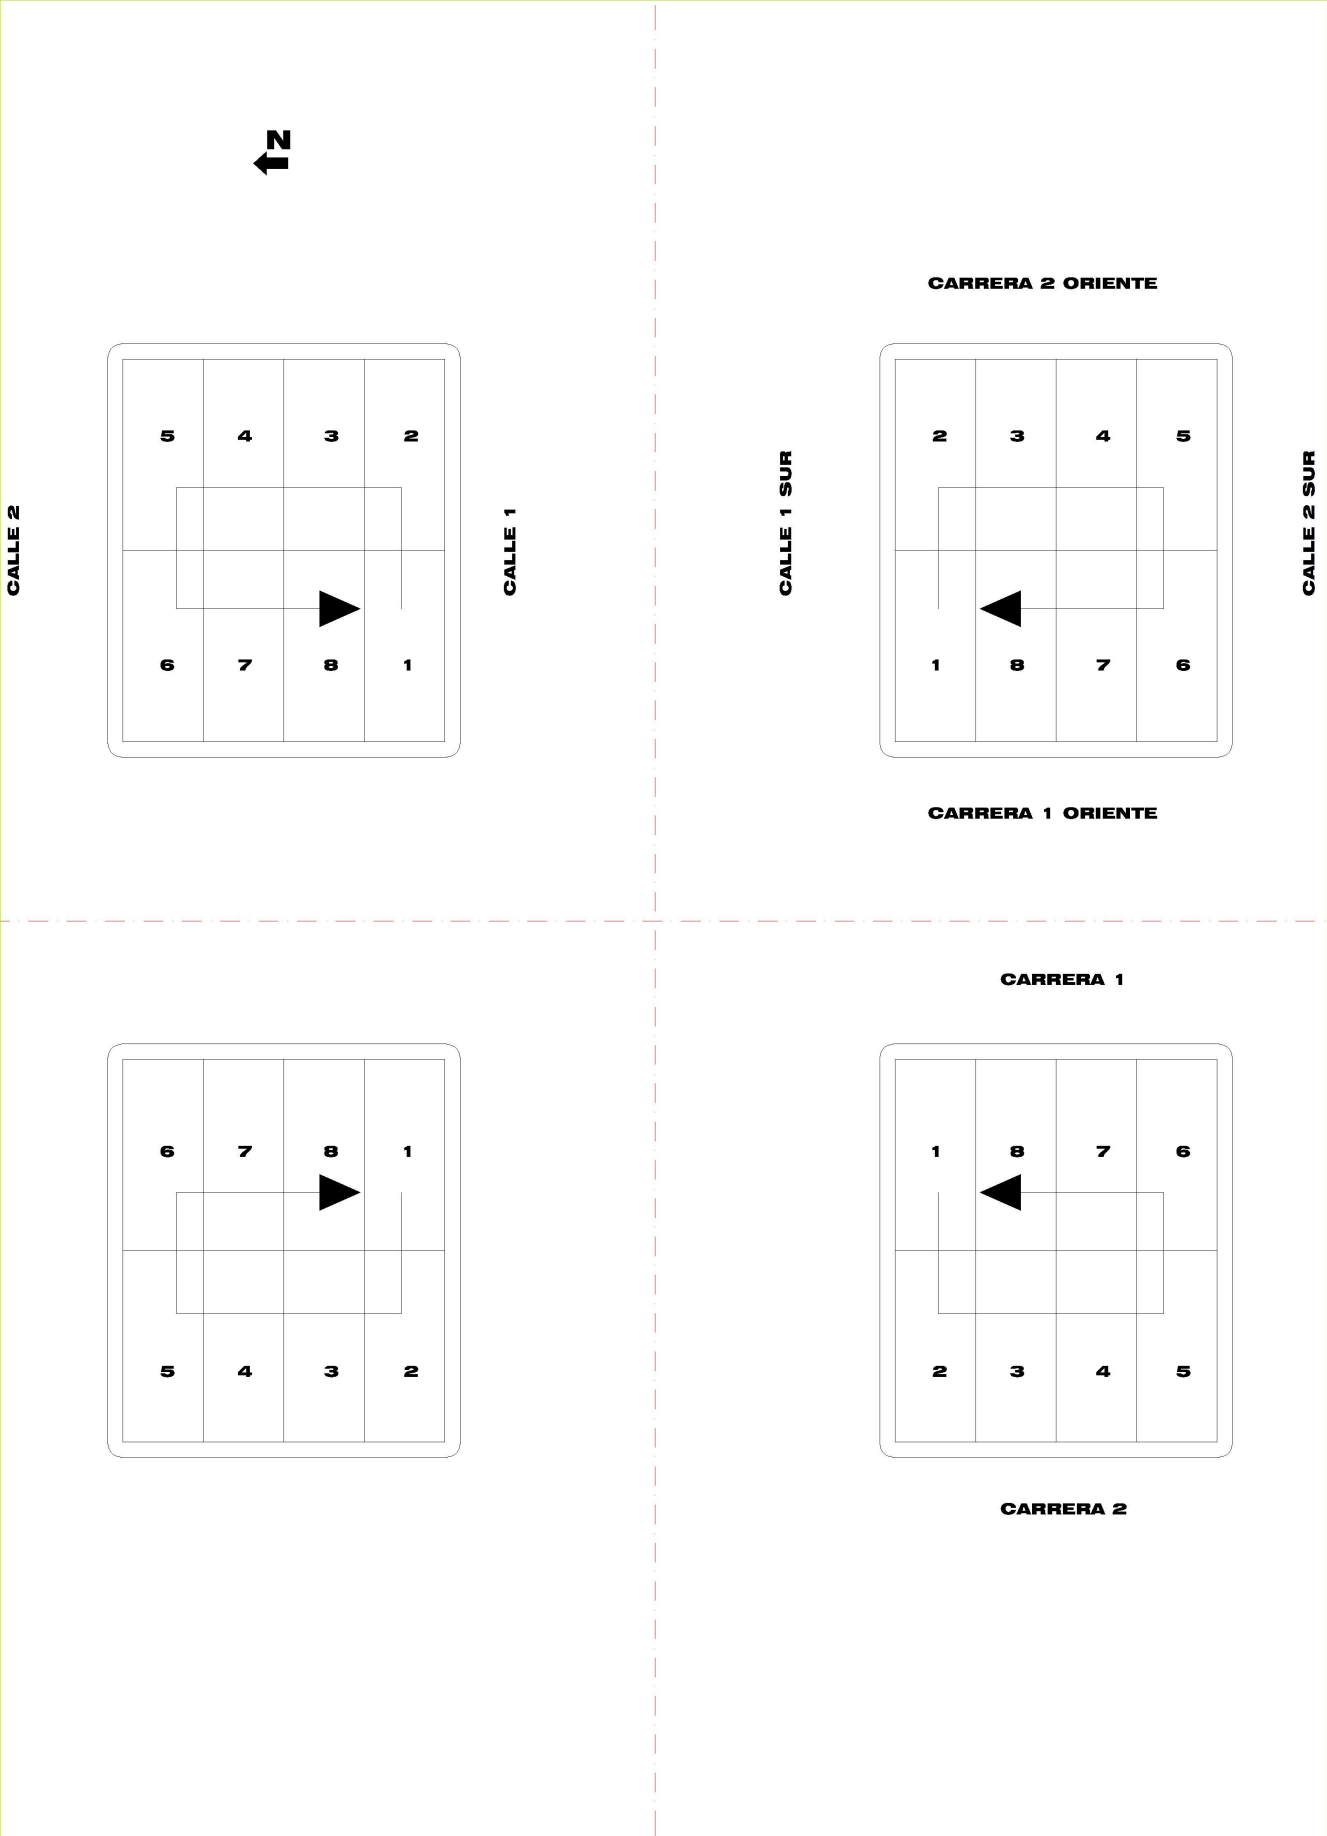 N
CARRERA 2 ORIENTE
5 4 3 2
2 3 4 5
CALLE 2
CALLE 1
CALLE 1 SUR
CALLE 2 SUR
6 7 8 1
1 8 7 6
CARRERA 1 ORIENTE
CARRERA 1
6 7 8 1
1 8 7 6
5 4 3 2
2 3 4 5
CARRERA 2